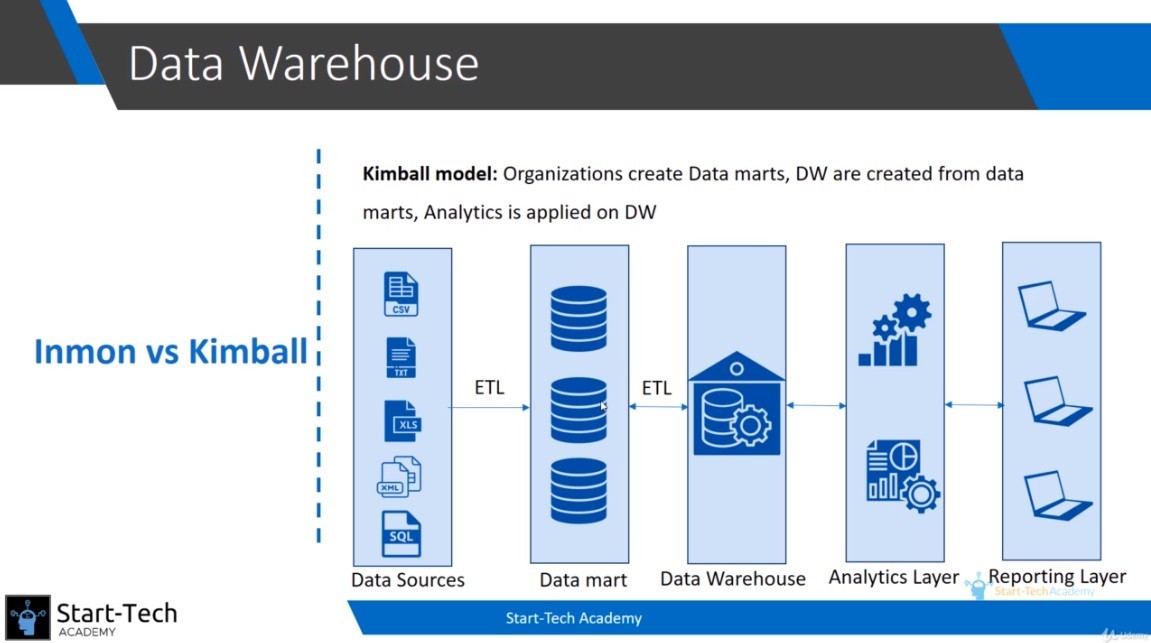 Data Warehouse
Kimball model: Organizations create Data marts, DW are created from data
marts, Analytics is applied on DW
Inmon vs Kimball
CSV
TXT
XLS
XML
SQL
ETL
ETL
Data Sources
Data mart
Data Warehouse
Analytics Layer
Reporting Layer
Start-Tech Academy
Start-Tech
ACADEMY
Start-Tech Academy
Udemy